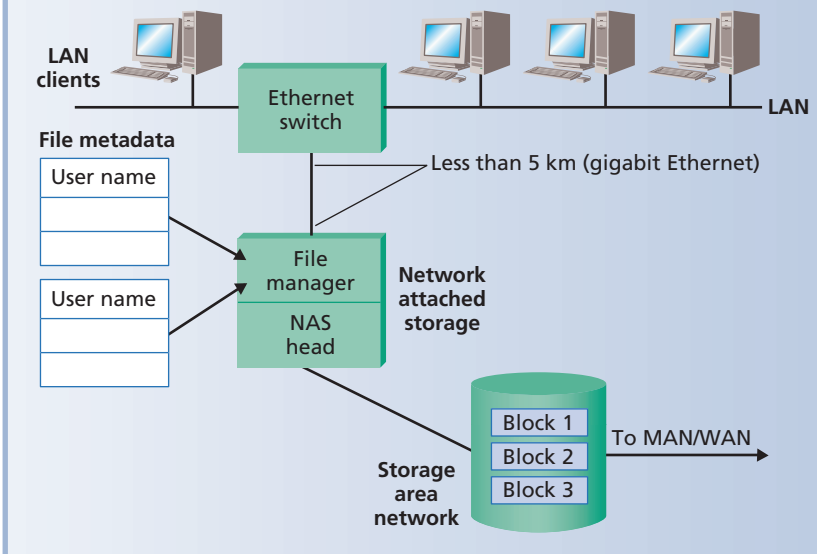 LAN
clients
Ethernet
switch
LAN
File metadata
User name
Less than 5 km (gigabit Ethernet)
File
manager
Network
attached
storage
User name
NAS
head
Block 1
To MAN/WAN
Block 2
Block 3
Storage
area
network